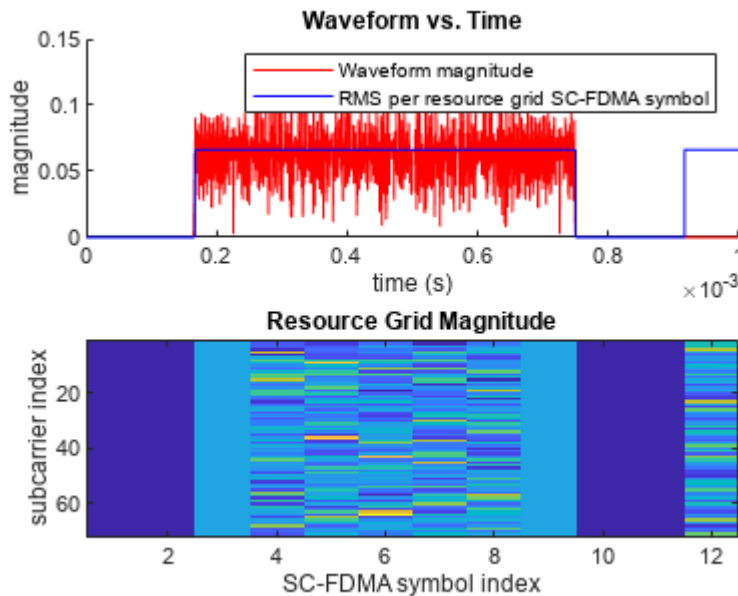 Waveform vs. Time
0.15
Waveform magnitude
RMS per resource grid SC-FDMA symbol
0.1
magnitude
0.05
0
0 0.2 0.4 0.6 0.8 1
time (s)
× 10-3
Resource Grid Magnitude
subcarrier index
20
40
60
2 4 6 8 10 12
SC-FDMA symbol index